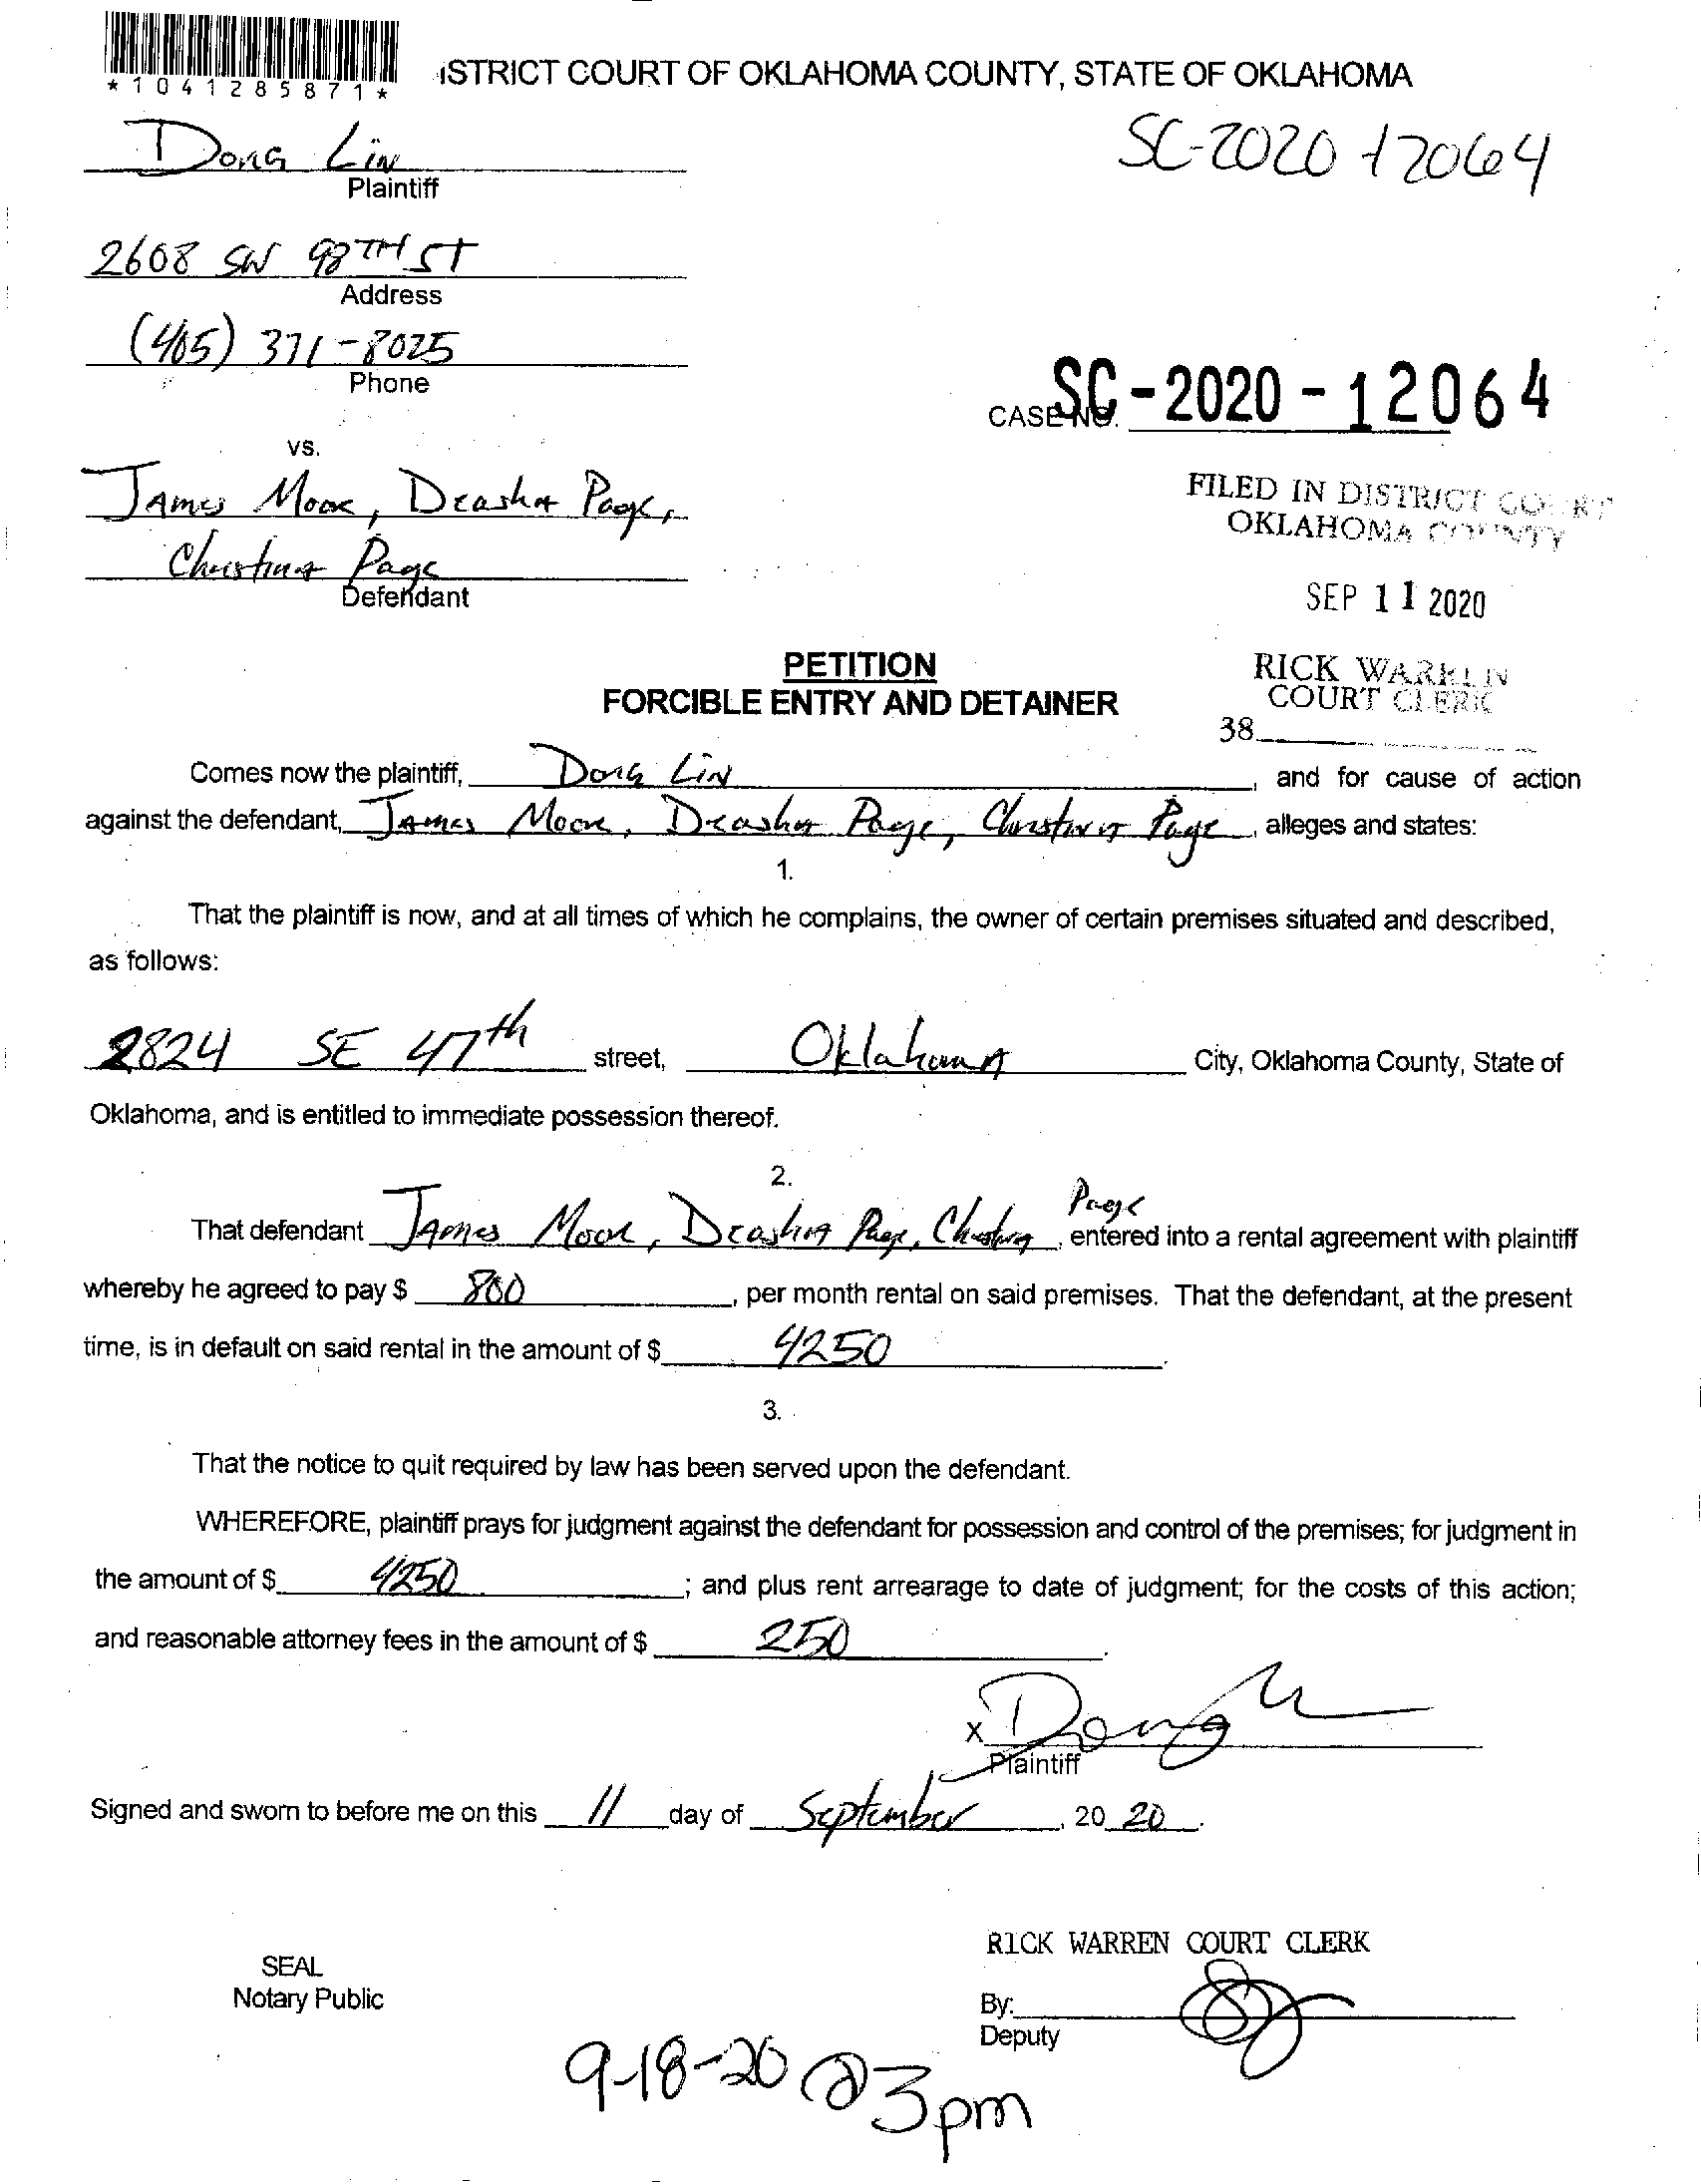 *1041285871*
ISTRICT COURT OF OKLAHOMA COUNTY, STATE OF OKLAHOMA
SC-2020-12064
Dong Lin
Plaintiff
2608 SW 98TH ST
Address
(405) 371-8025
Phone
CASE NO. SC-2020-12064
vs.
James Moore, Deasha Page,
Christina Page
Defendant
FILED IN DISTRICT COURT
OKLAHOMA COUNTY
SEP 11 2020
RICK WARREN
COURT CLERK
38
PETITION
FORCIBLE ENTRY AND DETAINER
Comes now the plaintiff, Dong Lin, and for cause of action
against the defendant, James Moore, Deasha Page, Christina Page, alleges and states:
1.
That the plaintiff is now, and at all times of which he complains, the owner of certain premises situated and described,
as follows:
2824 SE 47th street, Oklahoma City, Oklahoma County, State of
Oklahoma, and is entitled to immediate possession thereof.
2.
That defendant James Moore, Deasha Page, Christina Page, entered into a rental agreement with plaintiff
whereby he agreed to pay $ 800, per month rental on said premises. That the defendant, at the present
time, is in default on said rental in the amount of $ 4250.
3.
That the notice to quit required by law has been served upon the defendant.
WHEREFORE, plaintiff prays for judgment against the defendant for possession and control of the premises; for judgment in
the amount of $ 4250; and plus rent arrearage to date of judgment; for the costs of this action;
and reasonable attorney fees in the amount of $ 250.
X Dong
Plaintiff
Signed and sworn to before me on this 11 day of September, 20 20.
RICK WARREN COURT CLERK
SEAL
Notary Public
By:
Deputy
9-18-20 @ 3pm